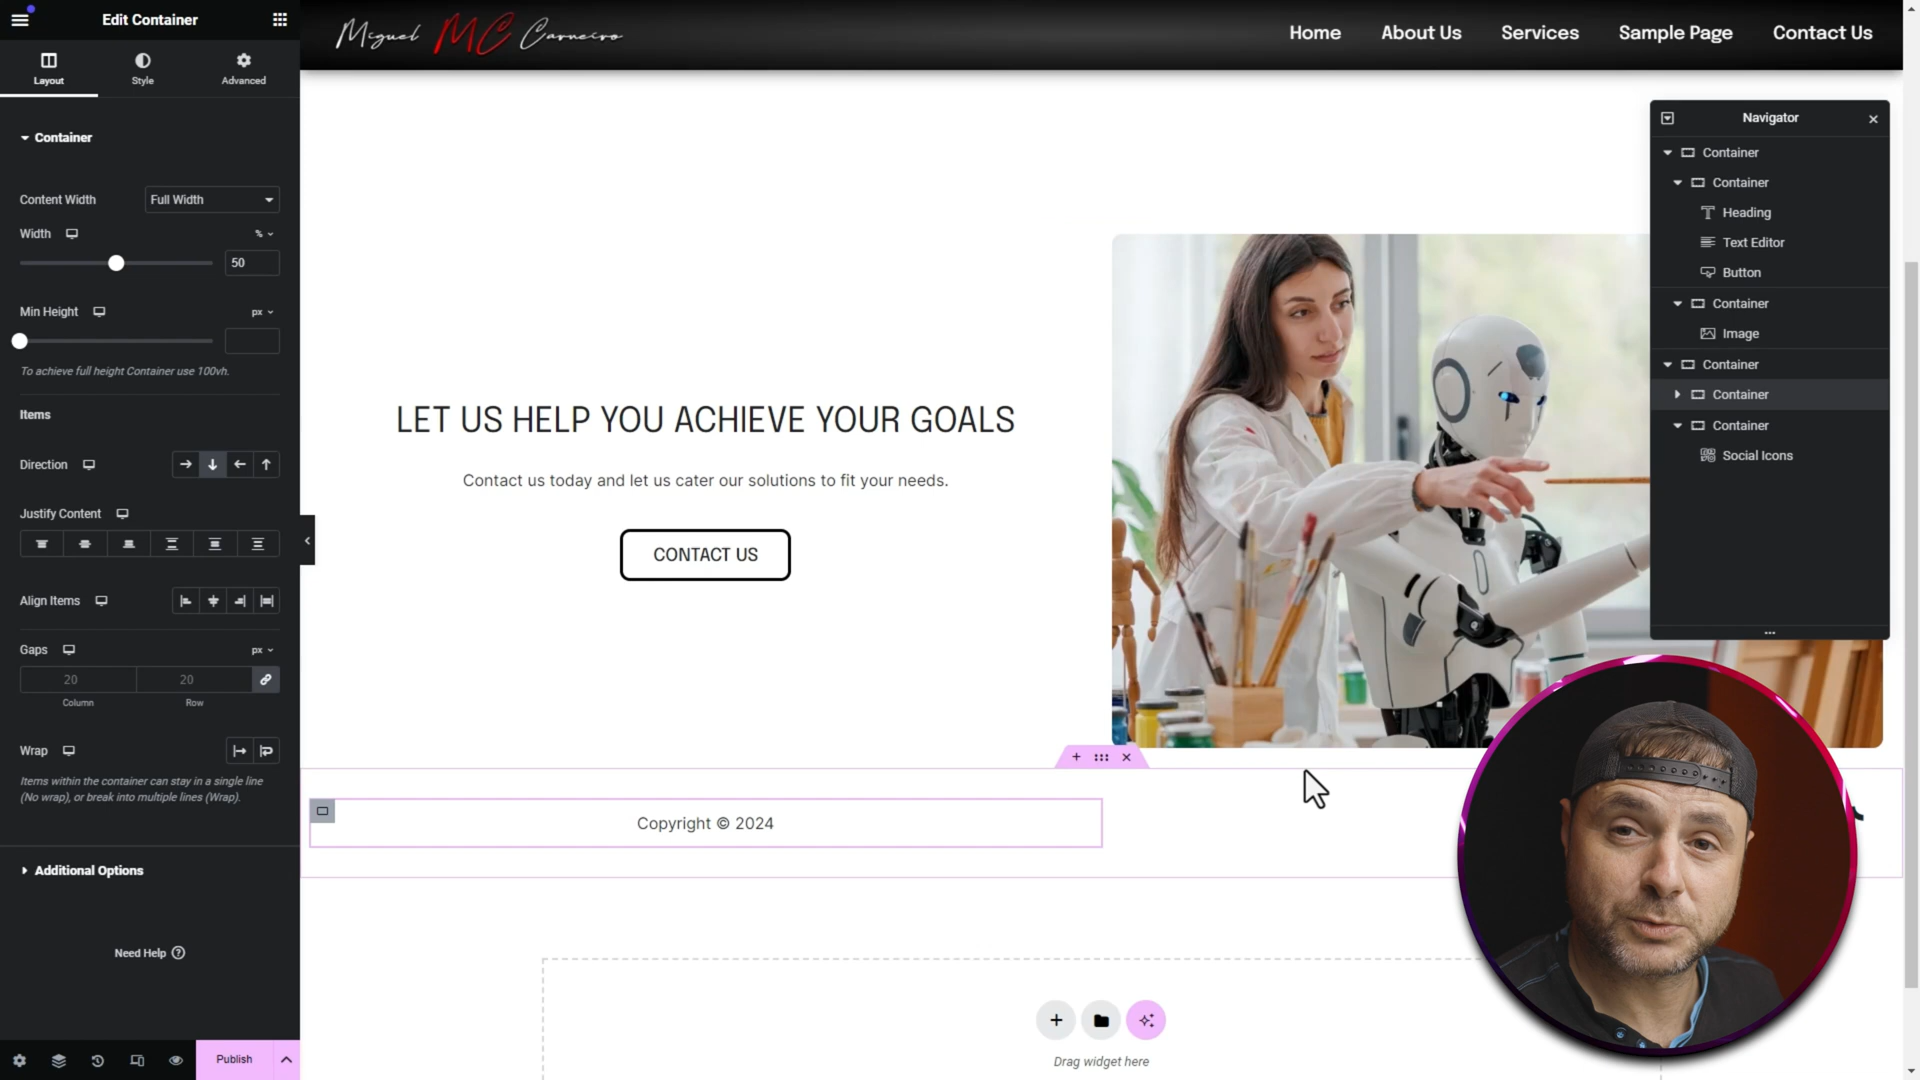 Edit Container
Layout
Style
Advanced
Container
Content Width
Full Width
Width
%
50
Min Height
px
To achieve full height Container use 100vh.
Items
Direction
Justify Content
Align Items
Gaps
px
20
20
Column
Row
Wrap
Items within the container can stay in a single line
(No wrap), or break into multiple lines (Wrap).
Additional Options
Need Help
Publish
Miguel MC Carneiro
Home
About Us
Services
Sample Page
Contact Us
LET US HELP YOU ACHIEVE YOUR GOALS
Contact us today and let us cater our solutions to fit your needs.
CONTACT US
Copyright © 2024
Drag widget here
Navigator
Container
Container
Heading
Text Editor
Button
Container
Image
Container
Container
Container
Social Icons